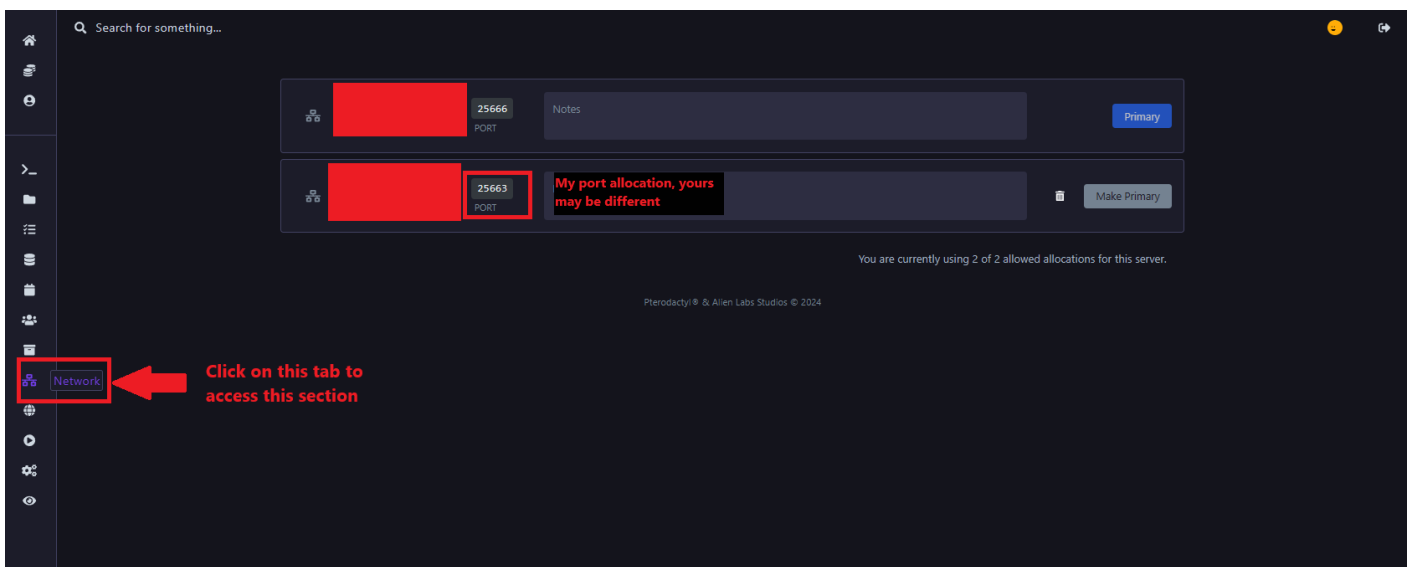 Search for something...
25666
PORT
Notes
Primary
25663
PORT
My port allocation, yours
may be different
Make Primary
You are currently using 2 of 2 allowed allocations for this server.
Pterodactyl® & Alien Labs Studios © 2024
Network
Click on this tab to
access this section